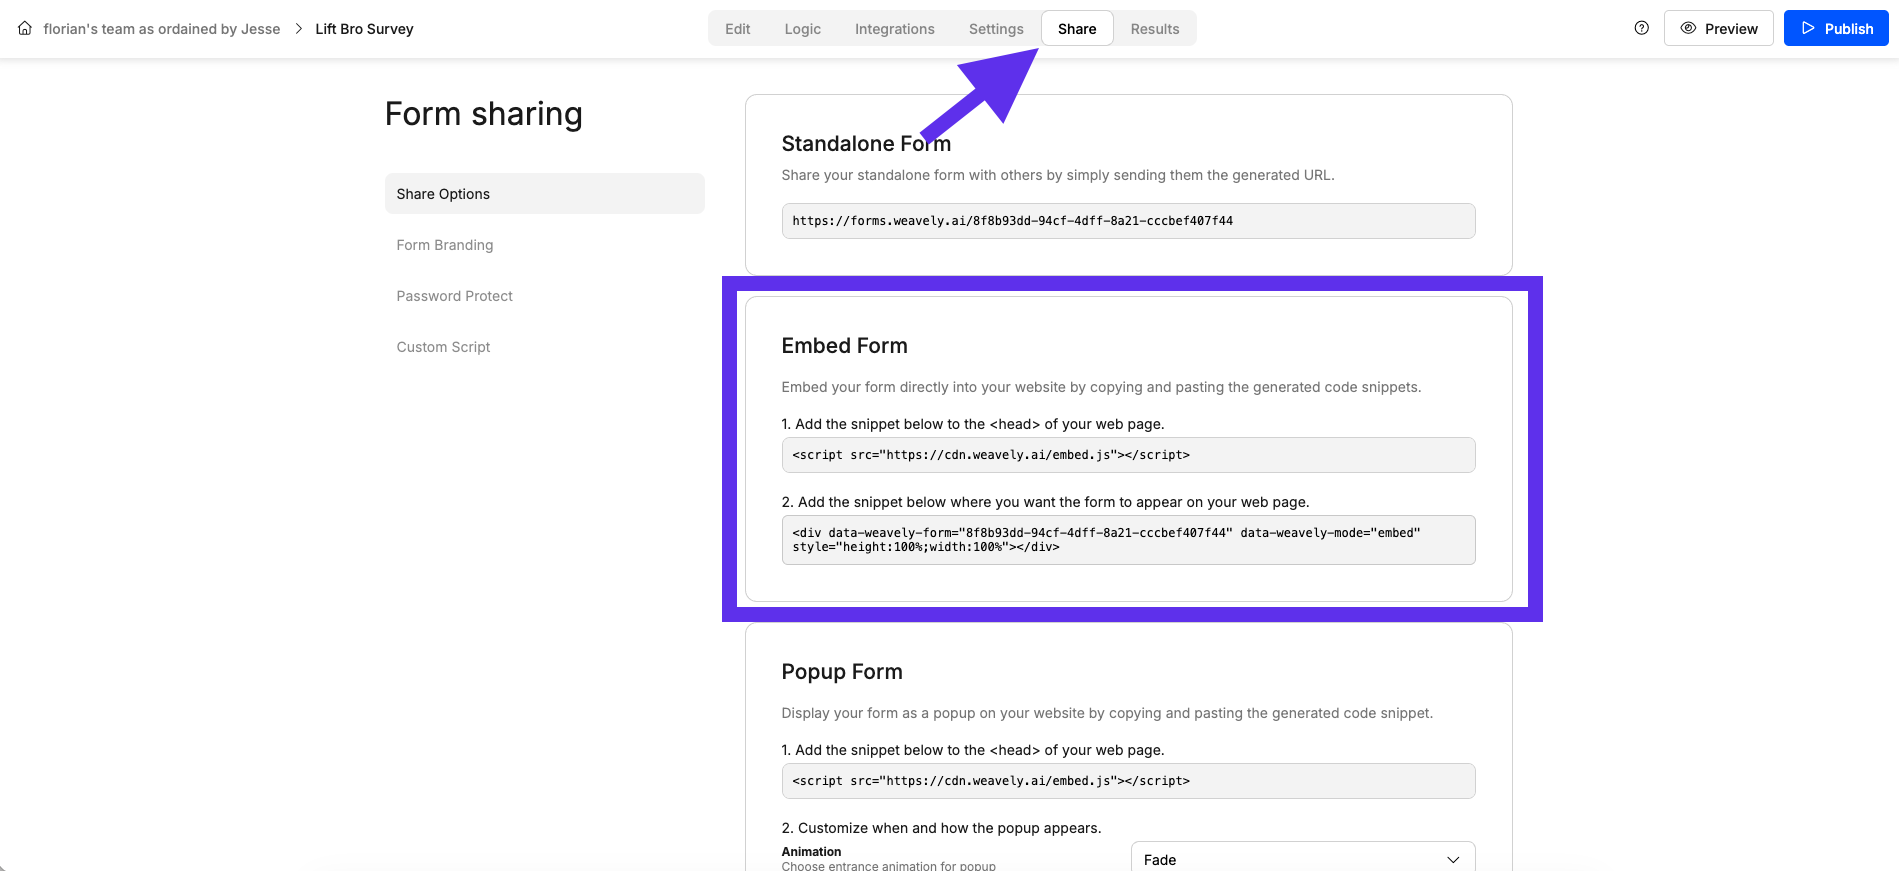 florian's team as ordained by Jesse > Lift Bro Survey
Edit Logic Integrations Settings Share Results
Preview Publish
Form sharing
Share Options
Form Branding
Password Protect
Custom Script
Standalone Form
Share your standalone form with others by simply sending them the generated URL.
https://forms.weavely.ai/8f8b93dd-94cf-4dff-8a21-cccbef407f44
Embed Form
Embed your form directly into your website by copying and pasting the generated code snippets.
1. Add the snippet below to the <head> of your web page.
<script src="https://cdn.weavely.ai/embed.js"></script>
2. Add the snippet below where you want the form to appear on your web page.
<div data-weavely-form="8f8b93dd-94cf-4dff-8a21-cccbef407f44" data-weavely-mode="embed"
style="height:100%;width:100%"></div>
Popup Form
Display your form as a popup on your website by copying and pasting the generated code snippet.
1. Add the snippet below to the <head> of your web page.
<script src="https://cdn.weavely.ai/embed.js"></script>
2. Customize when and how the popup appears.
Animation
Choose entrance animation for popup
Fade